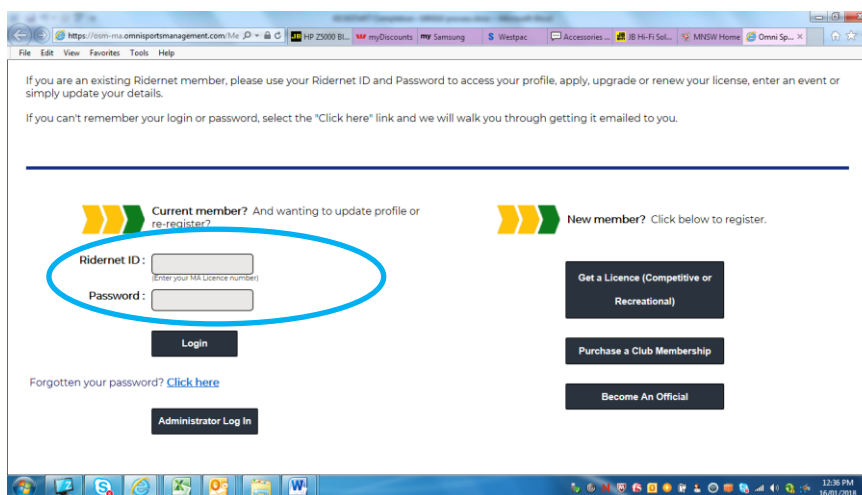 https://osm-ma.omnisportsmanagement.com/Me
HP Z5000 Bl...
myDiscounts
my Samsung
Westpac
Accessories ...
JB Hi-Fi Sol...
MNSW Home
Omni Sp...
File Edit View Favorites Tools Help
If you are an existing Ridernet member, please use your Ridernet ID and Password to access your profile, apply, upgrade or renew your license, enter an event or
simply update your details.
If you can't remember your login or password, select the "Click here" link and we will walk you through getting it emailed to you.
Current member? And wanting to update profile or
re-register?
Ridernet ID :
(Enter your MA Licence number)
Password :
Login
Forgotten your password? Click here
Administrator Log In
New member? Click below to register.
Get a Licence (Competitive or
Recreational)
Purchase a Club Membership
Become An Official
12:36 PM
16/01/2018